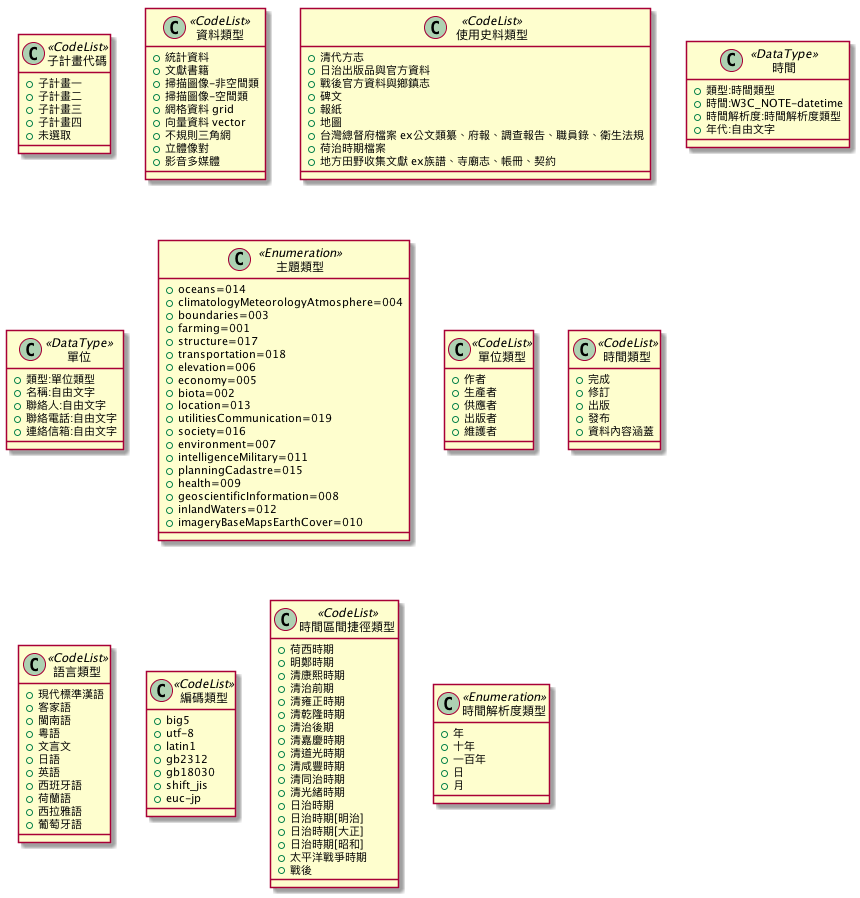 C «CodeList»
子計畫代碼
子計畫一
子計畫二
子計畫三
子計畫四
未選取
C «CodeList»
資料類型
統計資料
文獻書籍
掃描圖像-非空間類
掃描圖像-空間類
網格資料 grid
向量資料 vector
不規則三角網
立體像對
影音多媒體
C «CodeList»
使用史料類型
清代方志
日治出版品與官方資料
戰後官方資料與鄉鎮志
碑文
報紙
地圖
台灣總督府檔案 ex公文類纂、府報、調查報告、職員錄、衛生法規
荷治時期檔案
地方田野收集文獻 ex族譜、寺廟志、帳冊、契約
C «DataType»
時間
類型:時間類型
時間:W3C_NOTE-datetime
時間解析度:時間解析度類型
年代:自由文字
C «DataType»
單位
類型:單位類型
名稱:自由文字
聯絡人:自由文字
聯絡電話:自由文字
連絡信箱:自由文字
C «Enumeration»
主題類型
oceans=014
climatologyMeteorologyAtmosphere=004
boundaries=003
farming=001
structure=017
transportation=018
elevation=006
economy=005
biota=002
location=013
utilitiesCommunication=019
society=016
environment=007
intelligenceMilitary=011
planningCadastre=015
health=009
geoscientificInformation=008
inlandWaters=012
imageryBaseMapsEarthCover=010
C «CodeList»
單位類型
作者
生產者
供應者
出版者
維護者
C «CodeList»
時間類型
完成
修訂
出版
發布
資料內容涵蓋
C «CodeList»
語言類型
現代標準漢語
客家語
閩南語
粵語
文言文
日語
英語
西班牙語
荷蘭語
西拉雅語
葡萄牙語
C «CodeList»
編碼類型
big5
utf-8
latin1
gb2312
gb18030
shift_jis
euc-jp
C «CodeList»
時間區間捷徑類型
荷西時期
明鄭時期
清康熙時期
清治前期
清雍正時期
清乾隆時期
清治後期
清嘉慶時期
清道光時期
清咸豐時期
清同治時期
清光緒時期
日治時期
日治時期[明治]
日治時期[大正]
日治時期[昭和]
太平洋戰爭時期
戰後
C «Enumeration»
時間解析度類型
年
十年
一百年
日
月